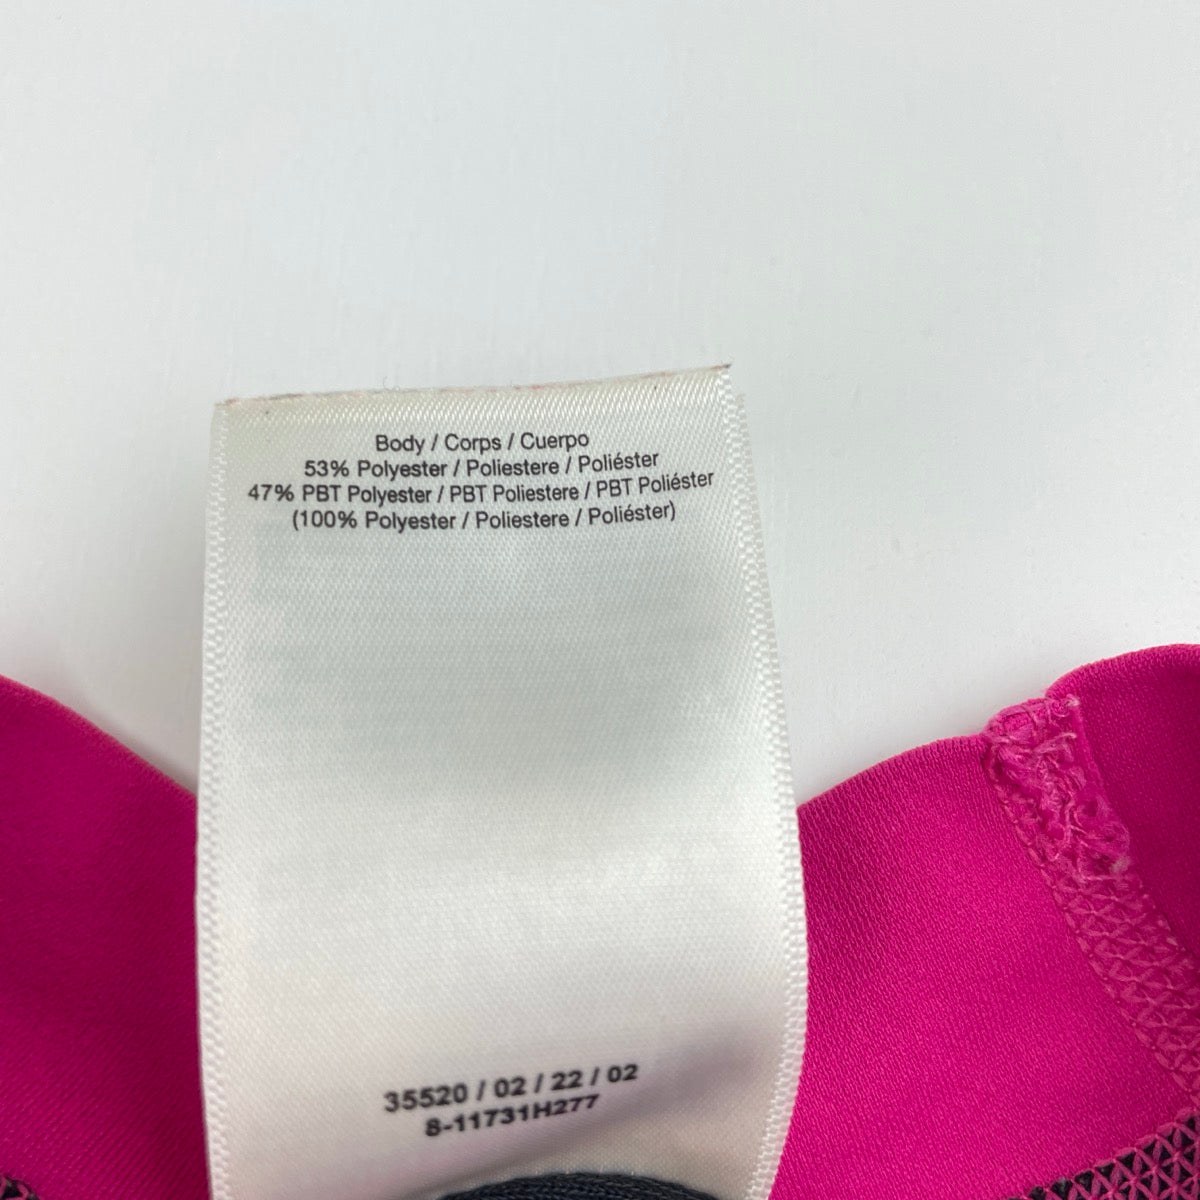 Body / Corps / Cuerpo
53% Polyester / Poliestere / Poliéster
47% PBT Polyester / PBT Poliestere / PBT Poliéster
(100% Polyester / Poliestere / Poliéster)
35520 / 02 / 22 / 02
8-11731H277